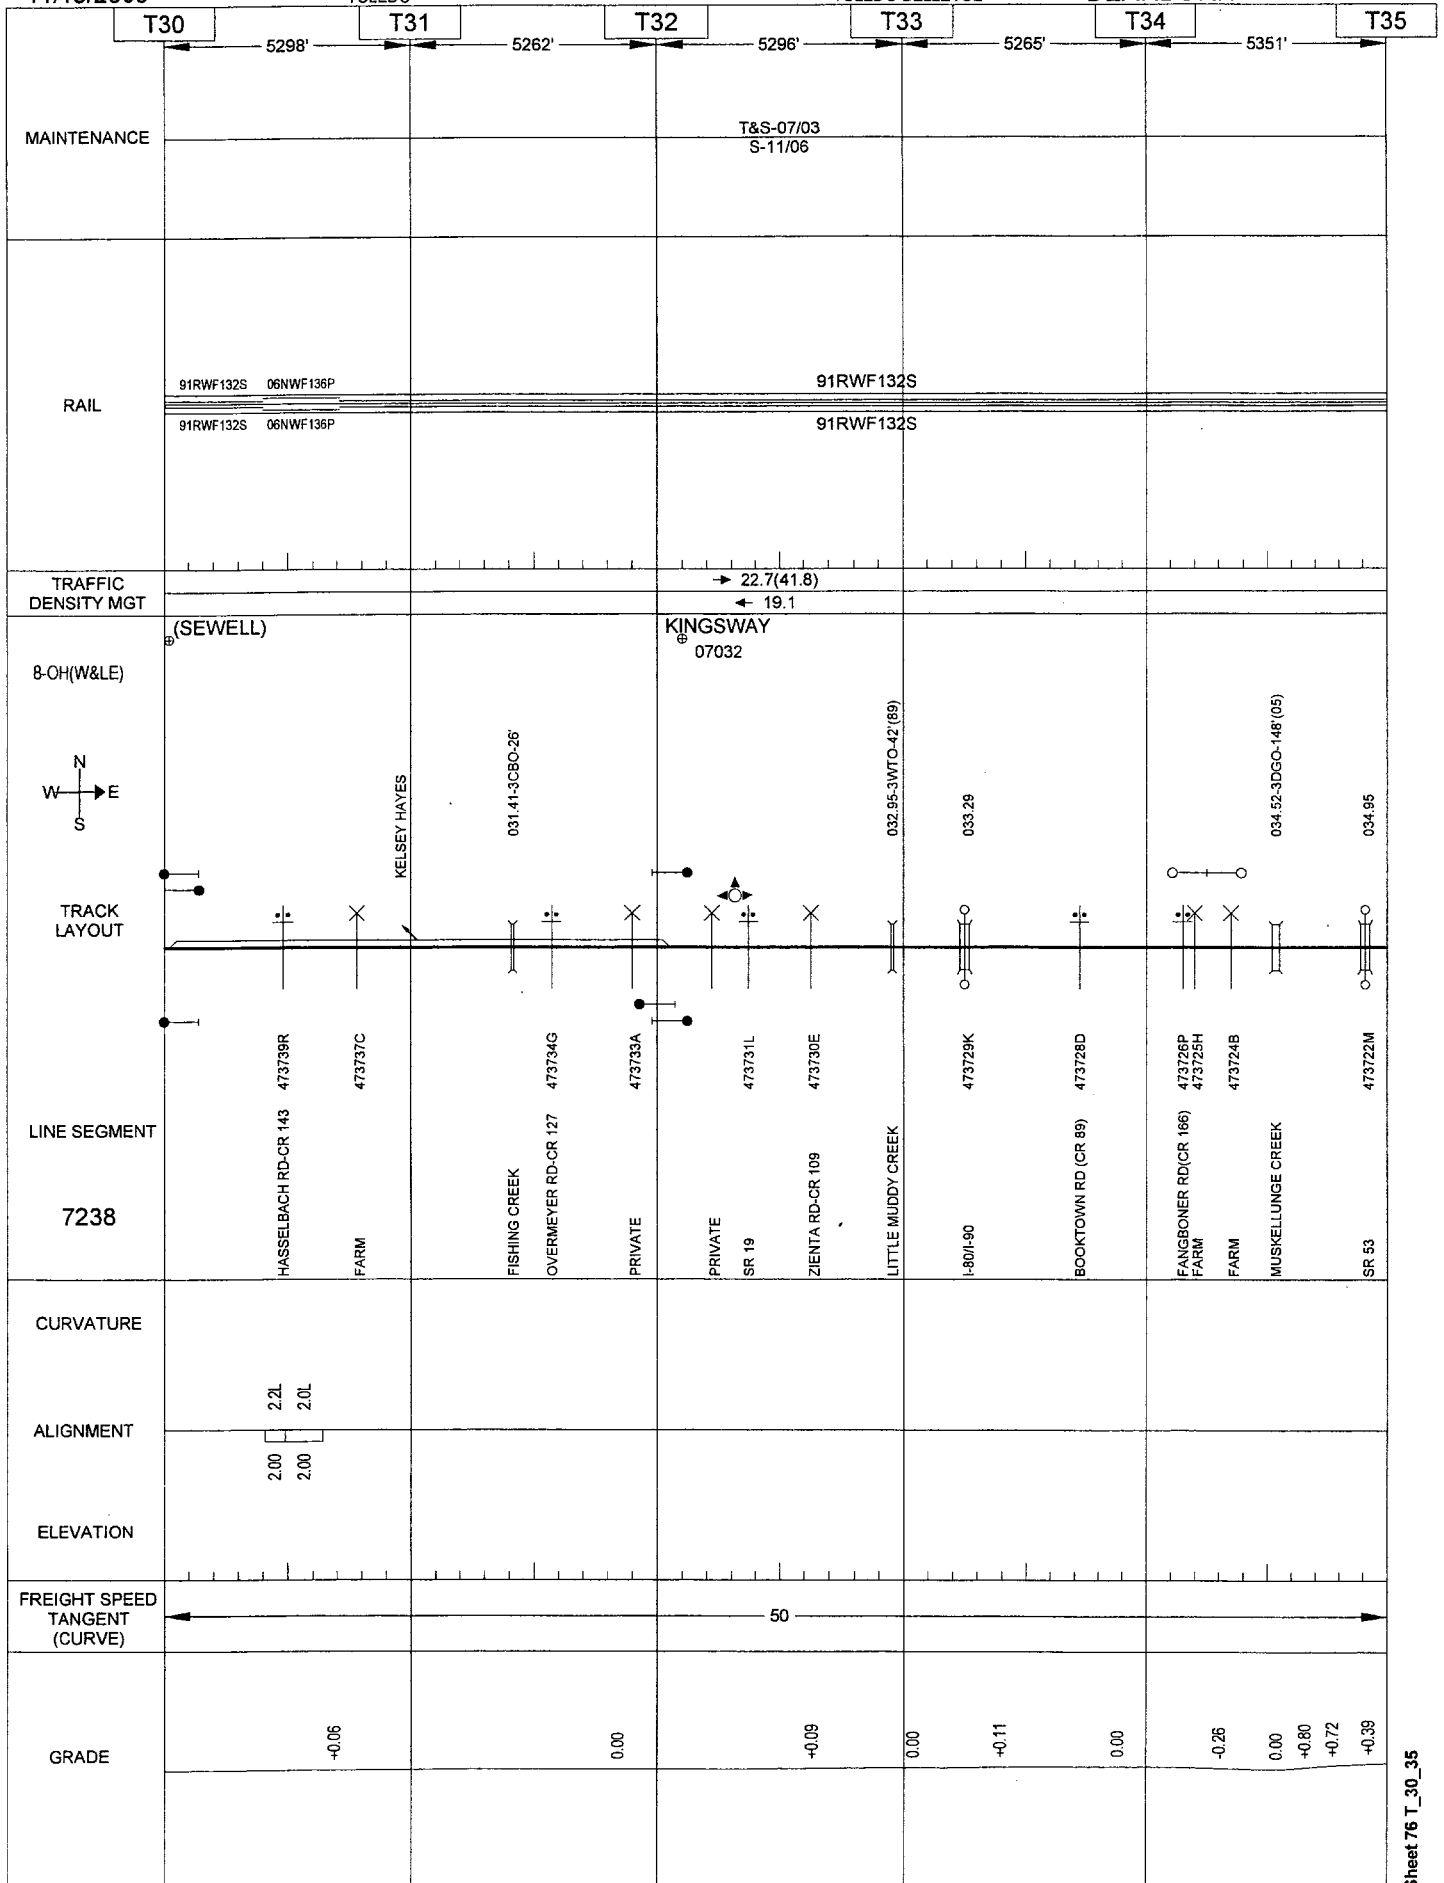 T30 T31 T32 T33 T34 T35
5298' 5262' 5296' 5265' 5351'
MAINTENANCE
T&S-07/03
S-11/06
RAIL
91RWF132S 06NWF136P 91RWF132S
91RWF132S 06NWF136P 91RWF132S
TRAFFIC
DENSITY MGT
→ 22.7(41.8)
← 19.1
(SEWELL)
KINGSWAY
07032
8-OH(W&LE)
N
W E
S
KELSEY HAYES
031.41-3CBO-26'
032.95-3WTO-42'(89)
033.29
034.52-3DGO-148'(05)
034.95
TRACK
LAYOUT
LINE SEGMENT
7238
HASSELBACH RD-CR 143 473739R
FARM 473737C
FISHING CREEK
OVERMEYER RD-CR 127 473734G
PRIVATE 473733A
PRIVATE
SR 19 473731L
ZIENTA RD-CR 109 473730E
LITTLE MUDDY CREEK
I-80/I-90 473729K
BOOKTOWN RD (CR 89) 473728D
FANGBONER RD(CR 166) 473726P
FARM 473725H
FARM 473724B
MUSKELLUNGE CREEK
SR 53 473722M
CURVATURE
2.2L 2.0L
ALIGNMENT
2.00 2.00
ELEVATION
FREIGHT SPEED
TANGENT
(CURVE)
50
GRADE
+0.06 0.00 +0.09 0.00 +0.11 0.00 -0.26 0.00 +0.80 +0.72 +0.39
Sheet 76 T_30_35